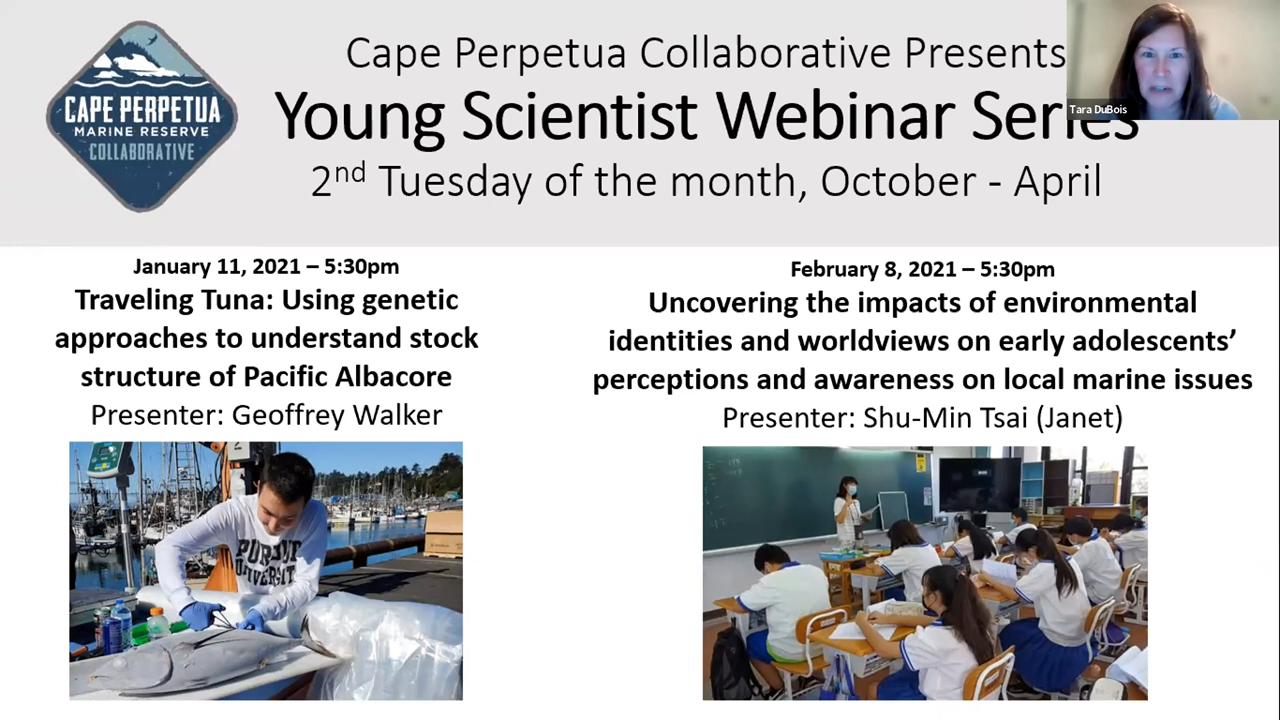 Cape Perpetua Collaborative Presents
Young Scientist Webinar Series
2nd Tuesday of the month, October - April
CAPE PERPETUA
MARINE RESERVE
COLLABORATIVE
Tara DuBois
January 11, 2021 – 5:30pm
Traveling Tuna: Using genetic
approaches to understand stock
structure of Pacific Albacore
Presenter: Geoffrey Walker
February 8, 2021 – 5:30pm
Uncovering the impacts of environmental
identities and worldviews on early adolescents’
perceptions and awareness on local marine issues
Presenter: Shu-Min Tsai (Janet)
PURDUE
UNIVERSITY